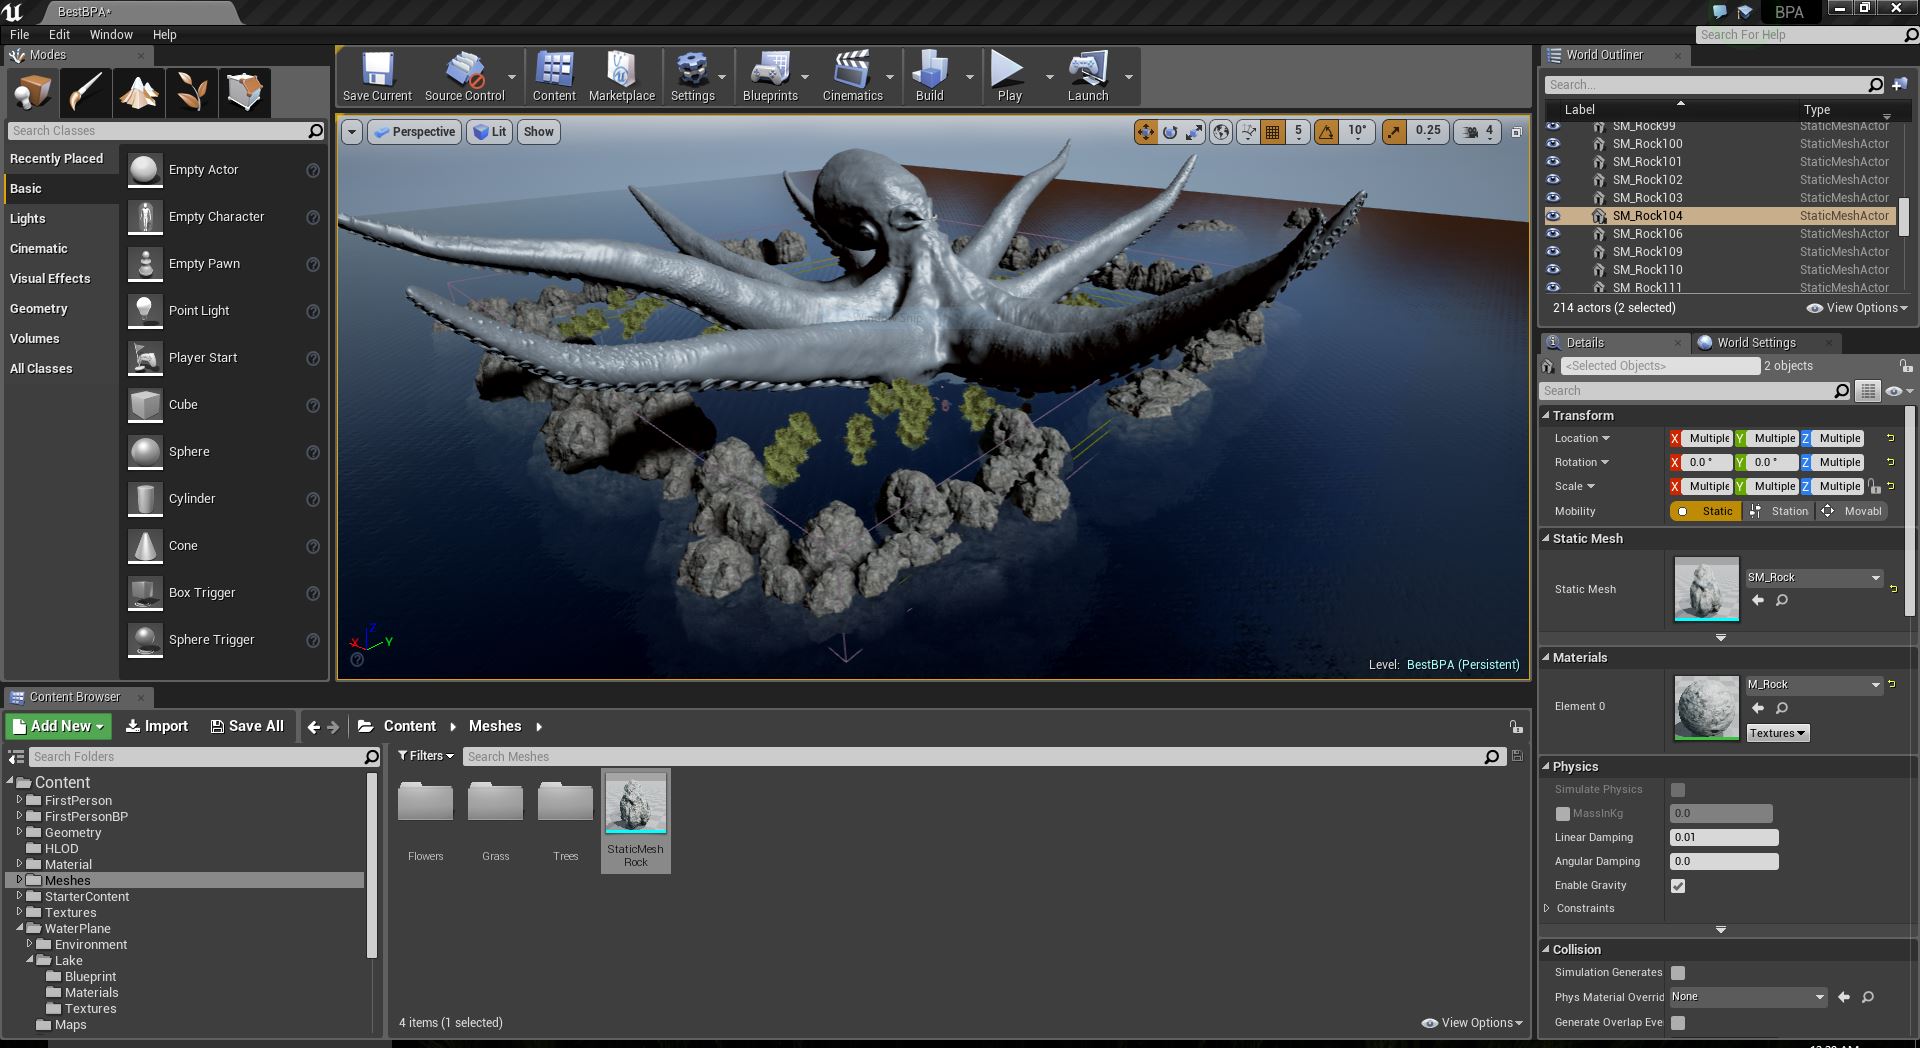 BestBPA*
BPA
File Edit Window Help
Search For Help
Modes
Search Classes
Recently Placed
Basic
Lights
Cinematic
Visual Effects
Geometry
Volumes
All Classes
Empty Actor
Empty Character
Empty Pawn
Point Light
Player Start
Cube
Sphere
Cylinder
Cone
Box Trigger
Sphere Trigger
Save Current
Source Control
Content
Marketplace
Settings
Blueprints
Cinematics
Build
Play
Launch
Perspective Lit Show
5 10° 0.25 4
X Z Y
Level: BestBPA (Persistent)
World Outliner
Search...
Label Type
SM_Rock99 StaticMeshActor
SM_Rock100 StaticMeshActor
SM_Rock101 StaticMeshActor
SM_Rock102 StaticMeshActor
SM_Rock103 StaticMeshActor
SM_Rock104 StaticMeshActor
SM_Rock106 StaticMeshActor
SM_Rock109 StaticMeshActor
SM_Rock110 StaticMeshActor
SM_Rock111 StaticMeshActor
214 actors (2 selected) View Options
Details World Settings
<Selected Objects> 2 objects
Search
Transform
Location X Multiple Y Multiple Z Multiple
Rotation X 0.0 ° Y 0.0 ° Z Multiple
Scale X Multiple Y Multiple Z Multiple
Mobility Static Station Movabl
Static Mesh
Static Mesh SM_Rock
Materials
Element 0 M_Rock
Textures
Physics
Simulate Physics
MassInKg 0.0
Linear Damping 0.01
Angular Damping 0.0
Enable Gravity
Constraints
Collision
Simulation Generates
Phys Material Overrid None
Generate Overlap Eve
Content Browser
Add New Import Save All Content Meshes
Search Folders
Filters Search Meshes
Content
FirstPerson
FirstPersonBP
Geometry
HLOD
Material
Meshes
StarterContent
Textures
WaterPlane
Environment
Lake
Blueprint
Materials
Textures
Maps
Flowers
Grass
Trees
StaticMesh
Rock
4 items (1 selected) View Options